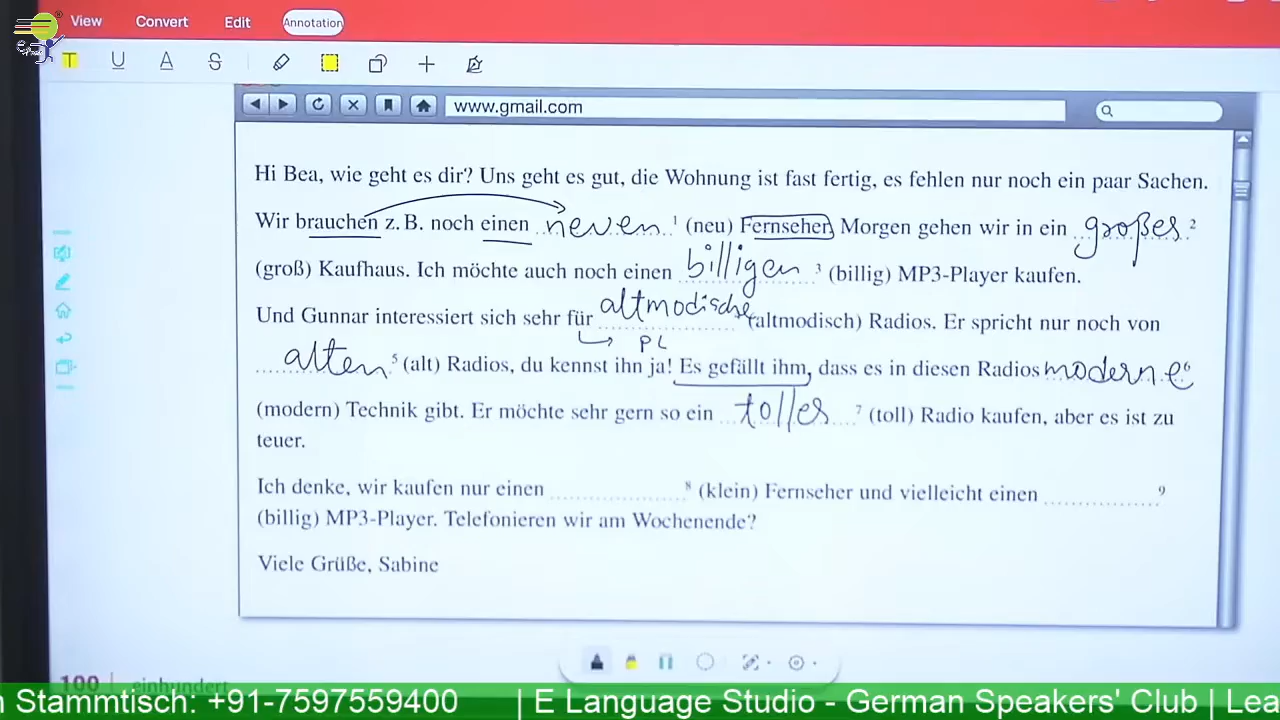 View Convert Edit Annotation
T U A S
www.gmail.com
Hi Bea, wie geht es dir? Uns geht es gut, die Wohnung ist fast fertig, es fehlen nur noch ein paar Sachen.
Wir brauchen z. B. noch einen neuen 1 (neu) Fernseher. Morgen gehen wir in ein großes 2
(groß) Kaufhaus. Ich möchte auch noch einen billigen 3 (billig) MP3-Player kaufen.
Und Gunnar interessiert sich sehr für altmodische (altmodisch) Radios. Er spricht nur noch von
PL
alten 5 (alt) Radios, du kennst ihn ja! Es gefällt ihm, dass es in diesen Radios moderne 6
(modern) Technik gibt. Er möchte sehr gern so ein tolles 7 (toll) Radio kaufen, aber es ist zu
teuer.
Ich denke, wir kaufen nur einen ................ 8 (klein) Fernseher und vielleicht einen ................ 9
(billig) MP3-Player. Telefonieren wir am Wochenende?
Viele Grüße, Sabine
100 einhundert
n Stammtisch: +91-7597559400 | E Language Studio - German Speakers' Club | Lea